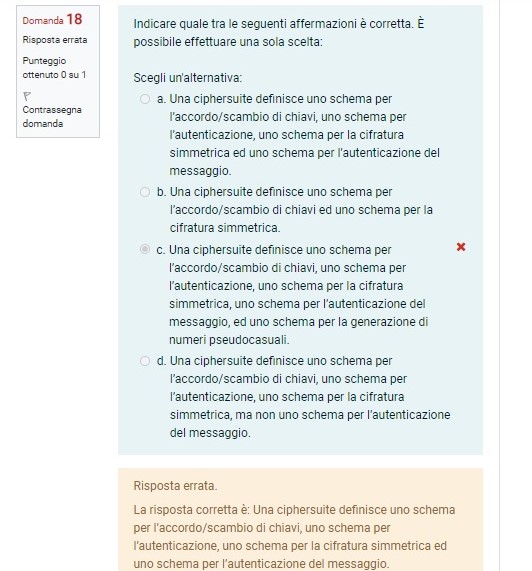 Domanda 18
Risposta errata
Punteggio
ottenuto 0 su 1
Contrassegna
domanda
Indicare quale tra le seguenti affermazioni è corretta. È
possibile effettuare una sola scelta:
Scegli un'alternativa:
a. Una ciphersuite definisce uno schema per
l'accordo/scambio di chiavi, uno schema per
l'autenticazione, uno schema per la cifratura
simmetrica ed uno schema per l'autenticazione del
messaggio.
b. Una ciphersuite definisce uno schema per
l'accordo/scambio di chiavi ed uno schema per la
cifratura simmetrica.
c. Una ciphersuite definisce uno schema per
l'accordo/scambio di chiavi, uno schema per
l'autenticazione, uno schema per la cifratura
simmetrica, uno schema per l'autenticazione del
messaggio, ed uno schema per la generazione di
numeri pseudocasuali.
d. Una ciphersuite definisce uno schema per
l'accordo/scambio di chiavi, uno schema per
l'autenticazione, uno schema per la cifratura
simmetrica, ma non uno schema per l'autenticazione
del messaggio.
Risposta errata.
La risposta corretta è: Una ciphersuite definisce uno schema
per l'accordo/scambio di chiavi, uno schema per
l'autenticazione, uno schema per la cifratura simmetrica ed
uno schema per l'autenticazione del messaggio.